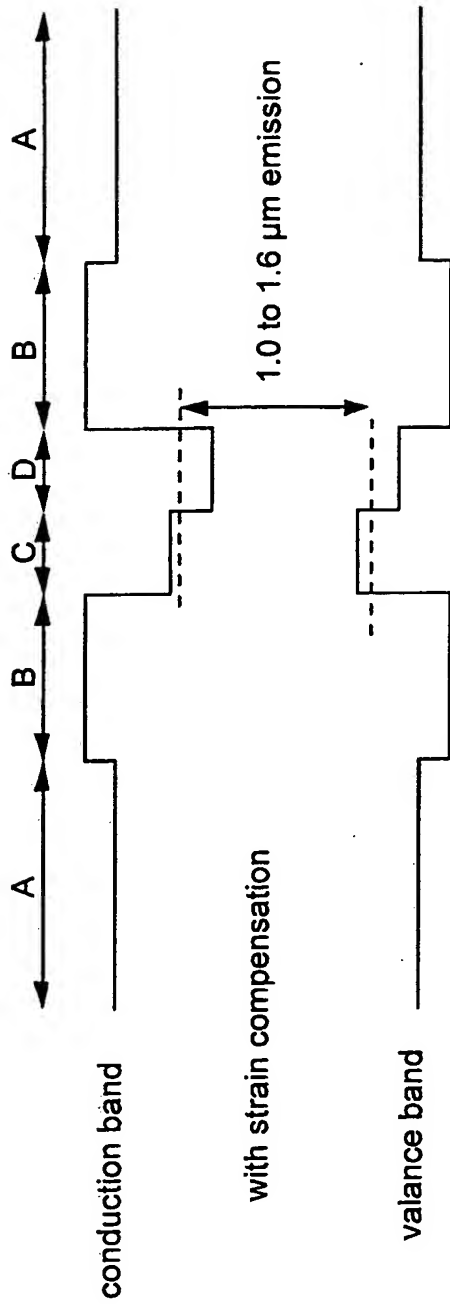 A
B
C
D
B
A
conduction band
1.0 to 1.6 µm emission
with strain compensation
valance band